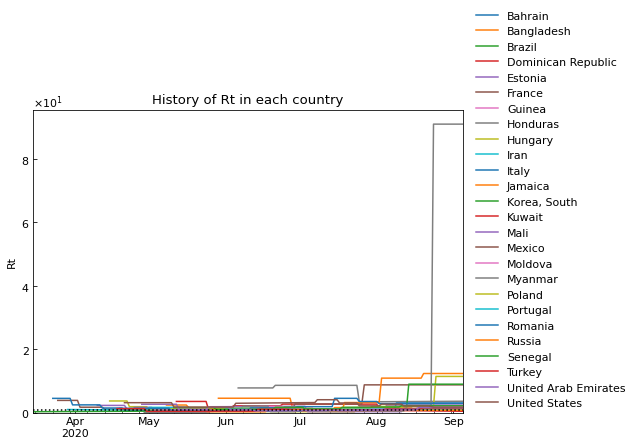 History of Rt in each country
×10¹
Rt
8
6
4
2
0
Apr
2020
May
Jun
Jul
Aug
Sep
Bahrain
Bangladesh
Brazil
Dominican Republic
Estonia
France
Guinea
Honduras
Hungary
Iran
Italy
Jamaica
Korea, South
Kuwait
Mali
Mexico
Moldova
Myanmar
Poland
Portugal
Romania
Russia
Senegal
Turkey
United Arab Emirates
United States